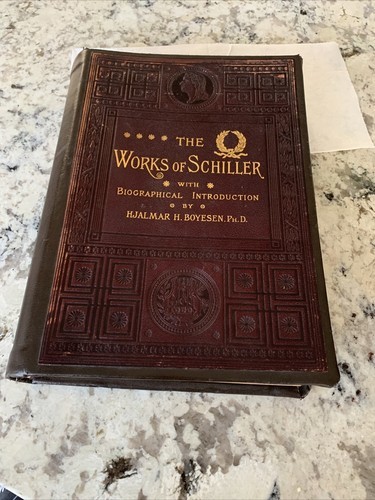 THE
WORKS OF SCHILLER
WITH
BIOGRAPHICAL INTRODUCTION
BY
HJALMAR H. BOYESEN. PH.D.